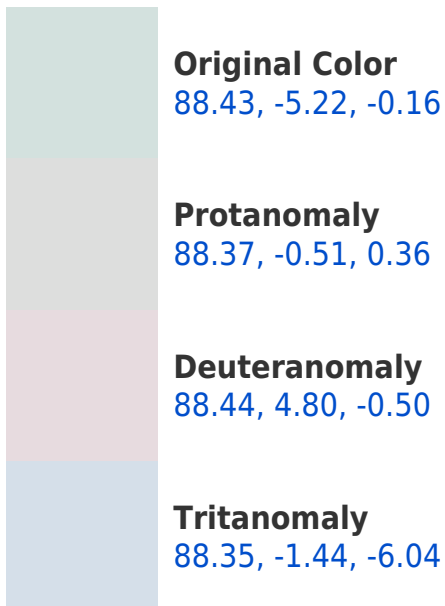 Original Color
88.43, -5.22, -0.16
Protanomaly
88.37, -0.51, 0.36
Deuteranomaly
88.44, 4.80, -0.50
Tritanomaly
88.35, -1.44, -6.04